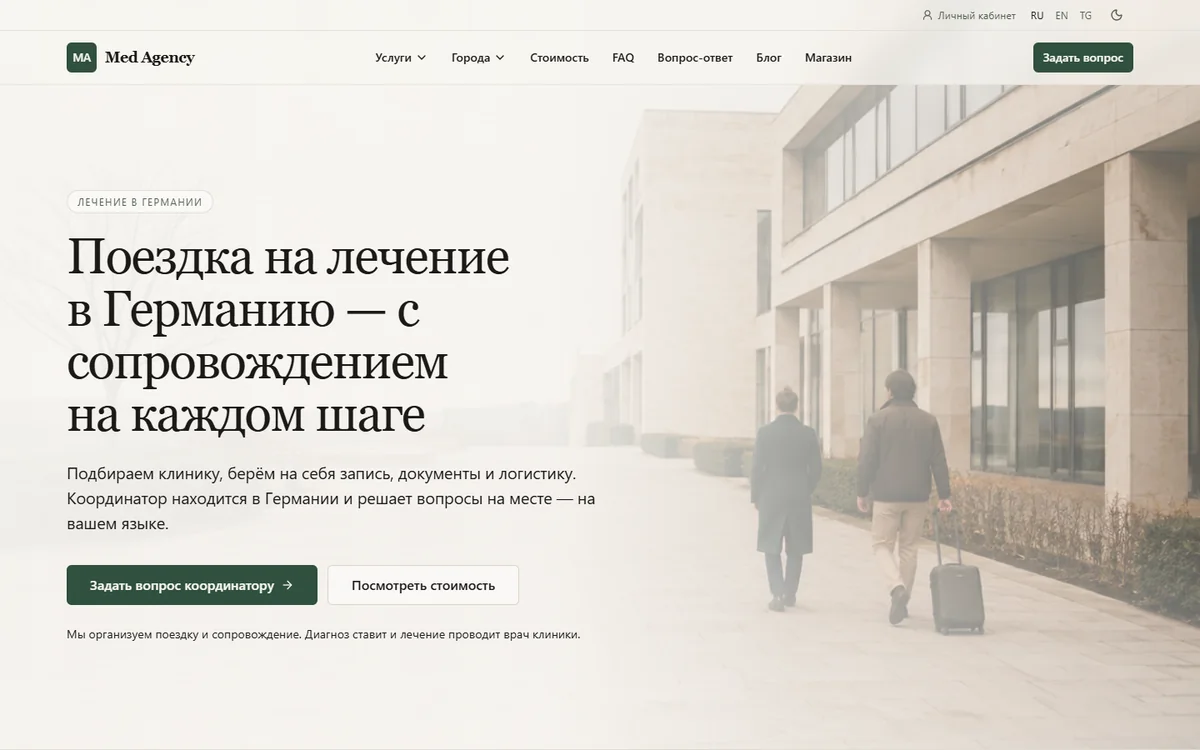 Личный кабинет RU EN TG
MA Med Agency Услуги Города Стоимость FAQ Вопрос-ответ Блог Магазин Задать вопрос
ЛЕЧЕНИЕ В ГЕРМАНИИ
Поездка на лечение
в Германию — с
сопровождением
на каждом шаге
Подбираем клинику, берём на себя запись, документы и логистику.
Координатор находится в Германии и решает вопросы на месте — на
вашем языке.
Задать вопрос координатору → Посмотреть стоимость
Мы организуем поездку и сопровождение. Диагноз ставит и лечение проводит врач клиники.